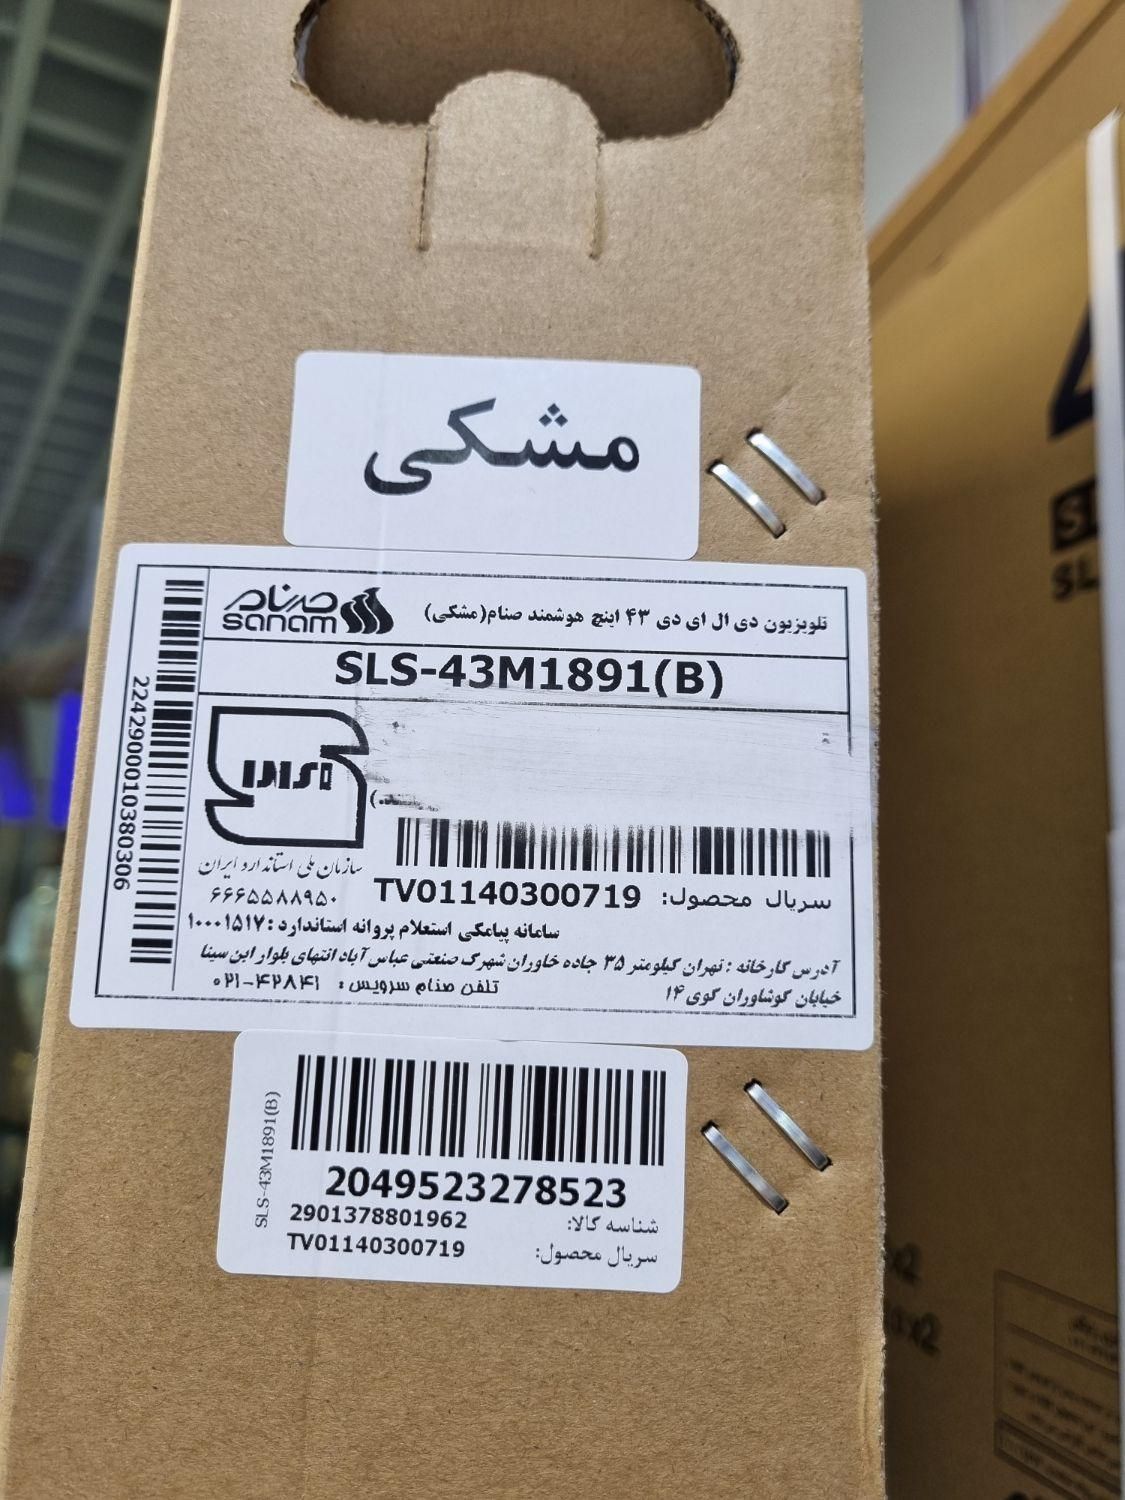 مشکی
صنام
sanam
تلویزیون دی ال ای دی ۴۳ اینچ هوشمند صنام(مشکی)
SLS-43M1891(B)
2242900010380306
سازمان ملی استاندارد ایران
۶۶۶۵۵۸۸۹۵۰
سریال محصول: TV01140300719
سامانه پیامکی استعلام پروانه استاندارد : ۱۰۰۰۱۵۱۷
آدرس کارخانه : تهران کیلومتر ۳۵ جاده خاوران شهرک صنعتی عباس آباد انتهای بلوار ابن سینا
خیابان کوشاوران کوی ۱۴
تلفن صنام سرویس : ۰۲۱-۴۲۸۴۱
SLS-43M1891(B)
2049523278523
شناسه کالا: 2901378801962
سریال محصول: TV01140300719